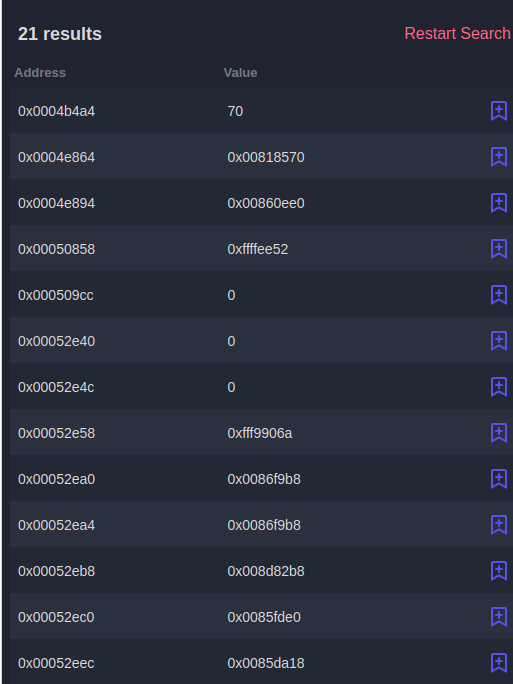 21 results Restart Search
Address Value
0x0004b4a4 70
0x0004e864 0x00818570
0x0004e894 0x00860ee0
0x00050858 0xffffee52
0x000509cc 0
0x00052e40 0
0x00052e4c 0
0x00052e58 0xfff9906a
0x00052ea0 0x0086f9b8
0x00052ea4 0x0086f9b8
0x00052eb8 0x008d82b8
0x00052ec0 0x0085fde0
0x00052eec 0x0085da18